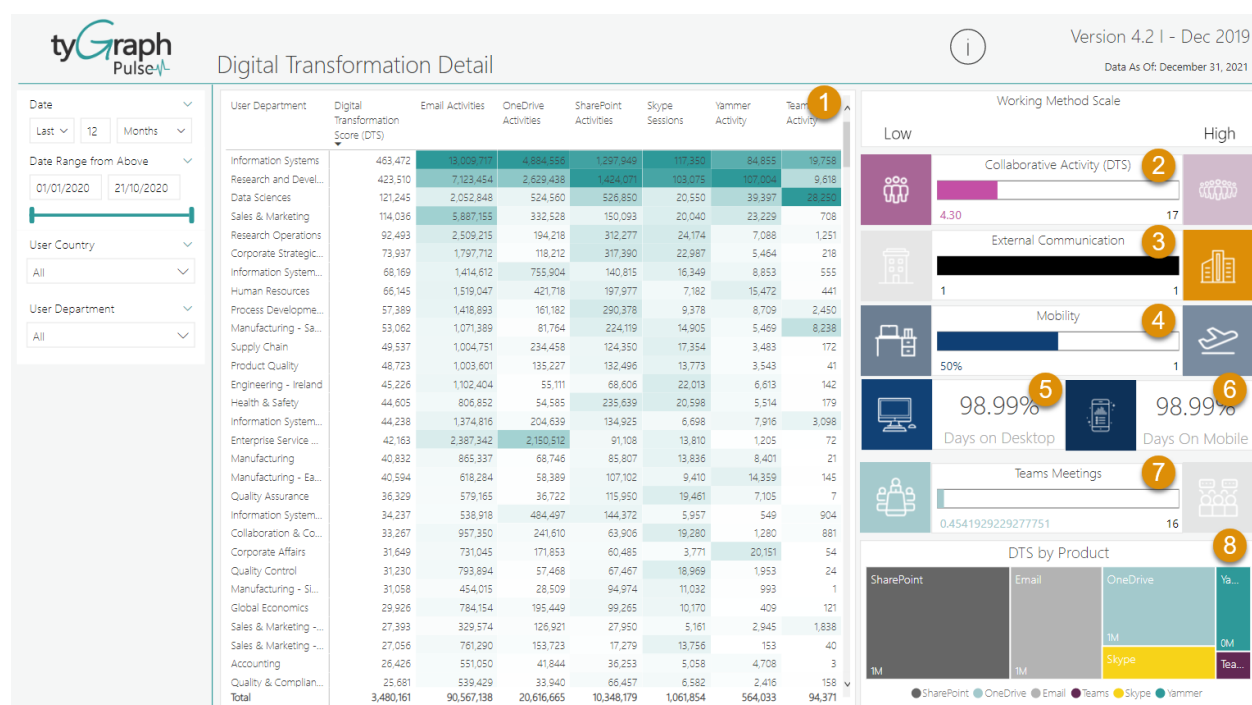 tyGraph
Pulse
Digital Transformation Detail
i
Version 4.2 I - Dec 2019
Data As Of: December 31, 2021
Date
Last 12 Months
Date Range from Above
01/01/2020 21/10/2020
User Country
All
User Department
All
1
User Department Digital Transformation Score (DTS) Email Activities OneDrive Activities SharePoint Activities Skype Sessions Yammer Activity Activity
Information Systems 463,472 13,009,717 4,884,556 1,297,949 117,350 84,855 19,758
Research and Devel... 423,510 7,123,454 2,629,438 1,424,071 103,075 107,004 9,618
Data Sciences 121,245 2,052,848 524,560 526,850 20,550 39,397 28,250
Sales & Marketing 114,036 5,887,155 332,528 150,093 20,040 23,229 708
Research Operations 92,493 2,509,215 194,218 312,277 24,174 7,088 1,251
Corporate Strategic... 73,937 1,797,712 118,212 317,390 22,987 5,464 218
Information System... 68,169 1,414,612 755,904 140,815 16,349 8,853 555
Human Resources 66,145 1,519,047 421,718 197,977 7,182 15,472 441
Process Developme... 57,389 1,418,893 161,182 290,378 9,378 8,709 2,450
Manufacturing - Sa... 53,062 1,071,389 81,764 224,119 14,905 5,469 8,238
Supply Chain 49,537 1,004,751 234,458 124,350 17,354 3,483 172
Product Quality 48,723 1,003,601 135,227 132,496 13,773 3,543 41
Engineering - Ireland 45,226 1,102,404 55,111 68,606 22,013 6,613 142
Health & Safety 44,605 806,852 54,585 235,639 20,598 5,514 179
Information System... 44,238 1,374,816 204,639 134,925 6,698 7,916 3,098
Enterprise Service ... 42,163 2,387,342 2,150,512 91,108 13,810 1,205 72
Manufacturing 40,832 865,337 68,746 85,807 13,836 8,401 21
Manufacturing - Ea... 40,594 618,284 58,389 107,102 9,410 14,359 145
Quality Assurance 36,329 579,165 36,722 115,950 19,461 7,105 7
Information System... 34,237 538,918 484,497 144,372 5,957 549 904
Collaboration & Co... 33,267 957,350 241,610 63,906 19,280 1,280 881
Corporate Affairs 31,649 731,045 171,853 60,485 3,771 20,151 54
Quality Control 31,230 793,894 57,468 67,467 18,969 1,953 24
Manufacturing - Si... 31,058 454,015 28,509 94,974 11,032 993 1
Global Economics 29,926 784,154 195,449 99,265 10,170 409 121
Sales & Marketing -... 27,393 329,574 126,921 27,950 5,161 2,945 1,838
Sales & Marketing -... 27,056 761,290 153,723 17,279 13,756 153 40
Accounting 26,426 551,050 41,844 36,253 5,058 4,708 3
Quality & Complian... 25,681 539,429 33,940 66,457 6,582 2,416 158
Total 3,480,161 90,567,138 20,616,665 10,348,179 1,061,854 564,033 94,371
Working Method Scale
Low High
Collaborative Activity (DTS) 2
4.30 17
External Communication 3
1 1
Mobility 4
50% 1
98.99% 5
Days on Desktop
98.99% 6
Days On Mobile
Teams Meetings 7
0.4541929229277751 16
DTS by Product 8
SharePoint Email OneDrive Ya...
1M 0M
Skype Tea...
1M 1M
SharePoint OneDrive Email Teams Skype Yammer